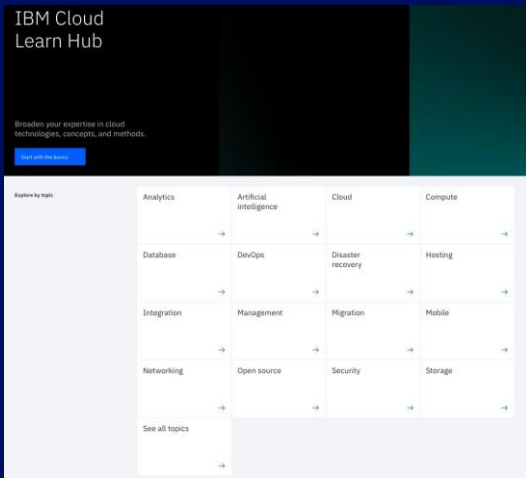 IBM Cloud
Learn Hub
Broaden your expertise in cloud
technologies, concepts, and methods.
Start with the basics
Explore by topic
Analytics
Artificial
intelligence
Cloud
Compute
Database
DevOps
Disaster
recovery
Hosting
Integration
Management
Migration
Mobile
Networking
Open source
Security
Storage
See all topics